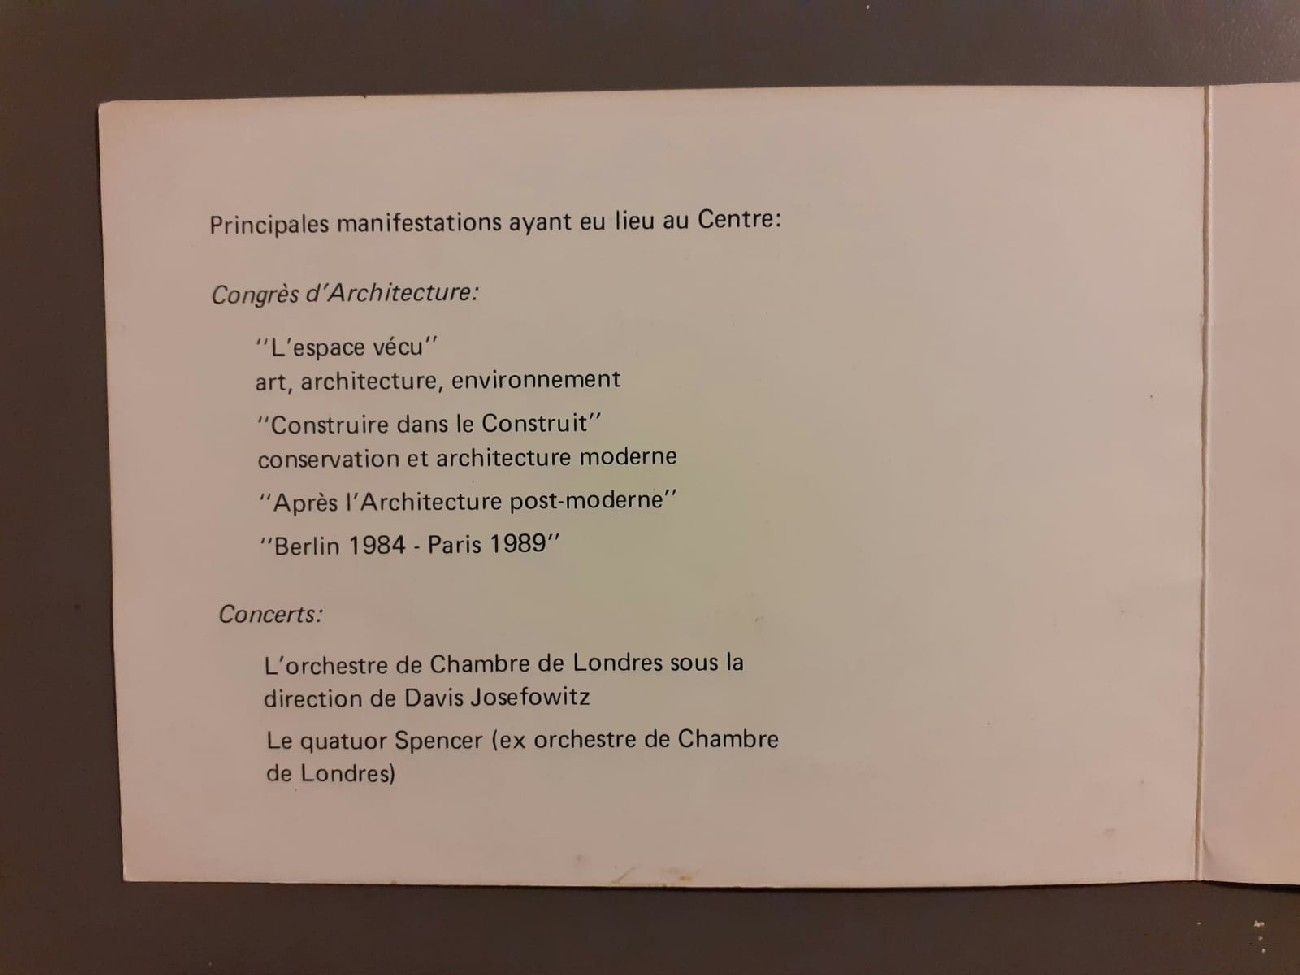 Principales manifestations ayant eu lieu au Centre:
Congrès d'Architecture:
"L'espace vécu"
art, architecture, environnement
"Construire dans le Construit"
conservation et architecture moderne
"Après l'Architecture post-moderne"
"Berlin 1984 - Paris 1989"
Concerts:
L'orchestre de Chambre de Londres sous la
direction de Davis Josefowitz
Le quatuor Spencer (ex orchestre de Chambre
de Londres)